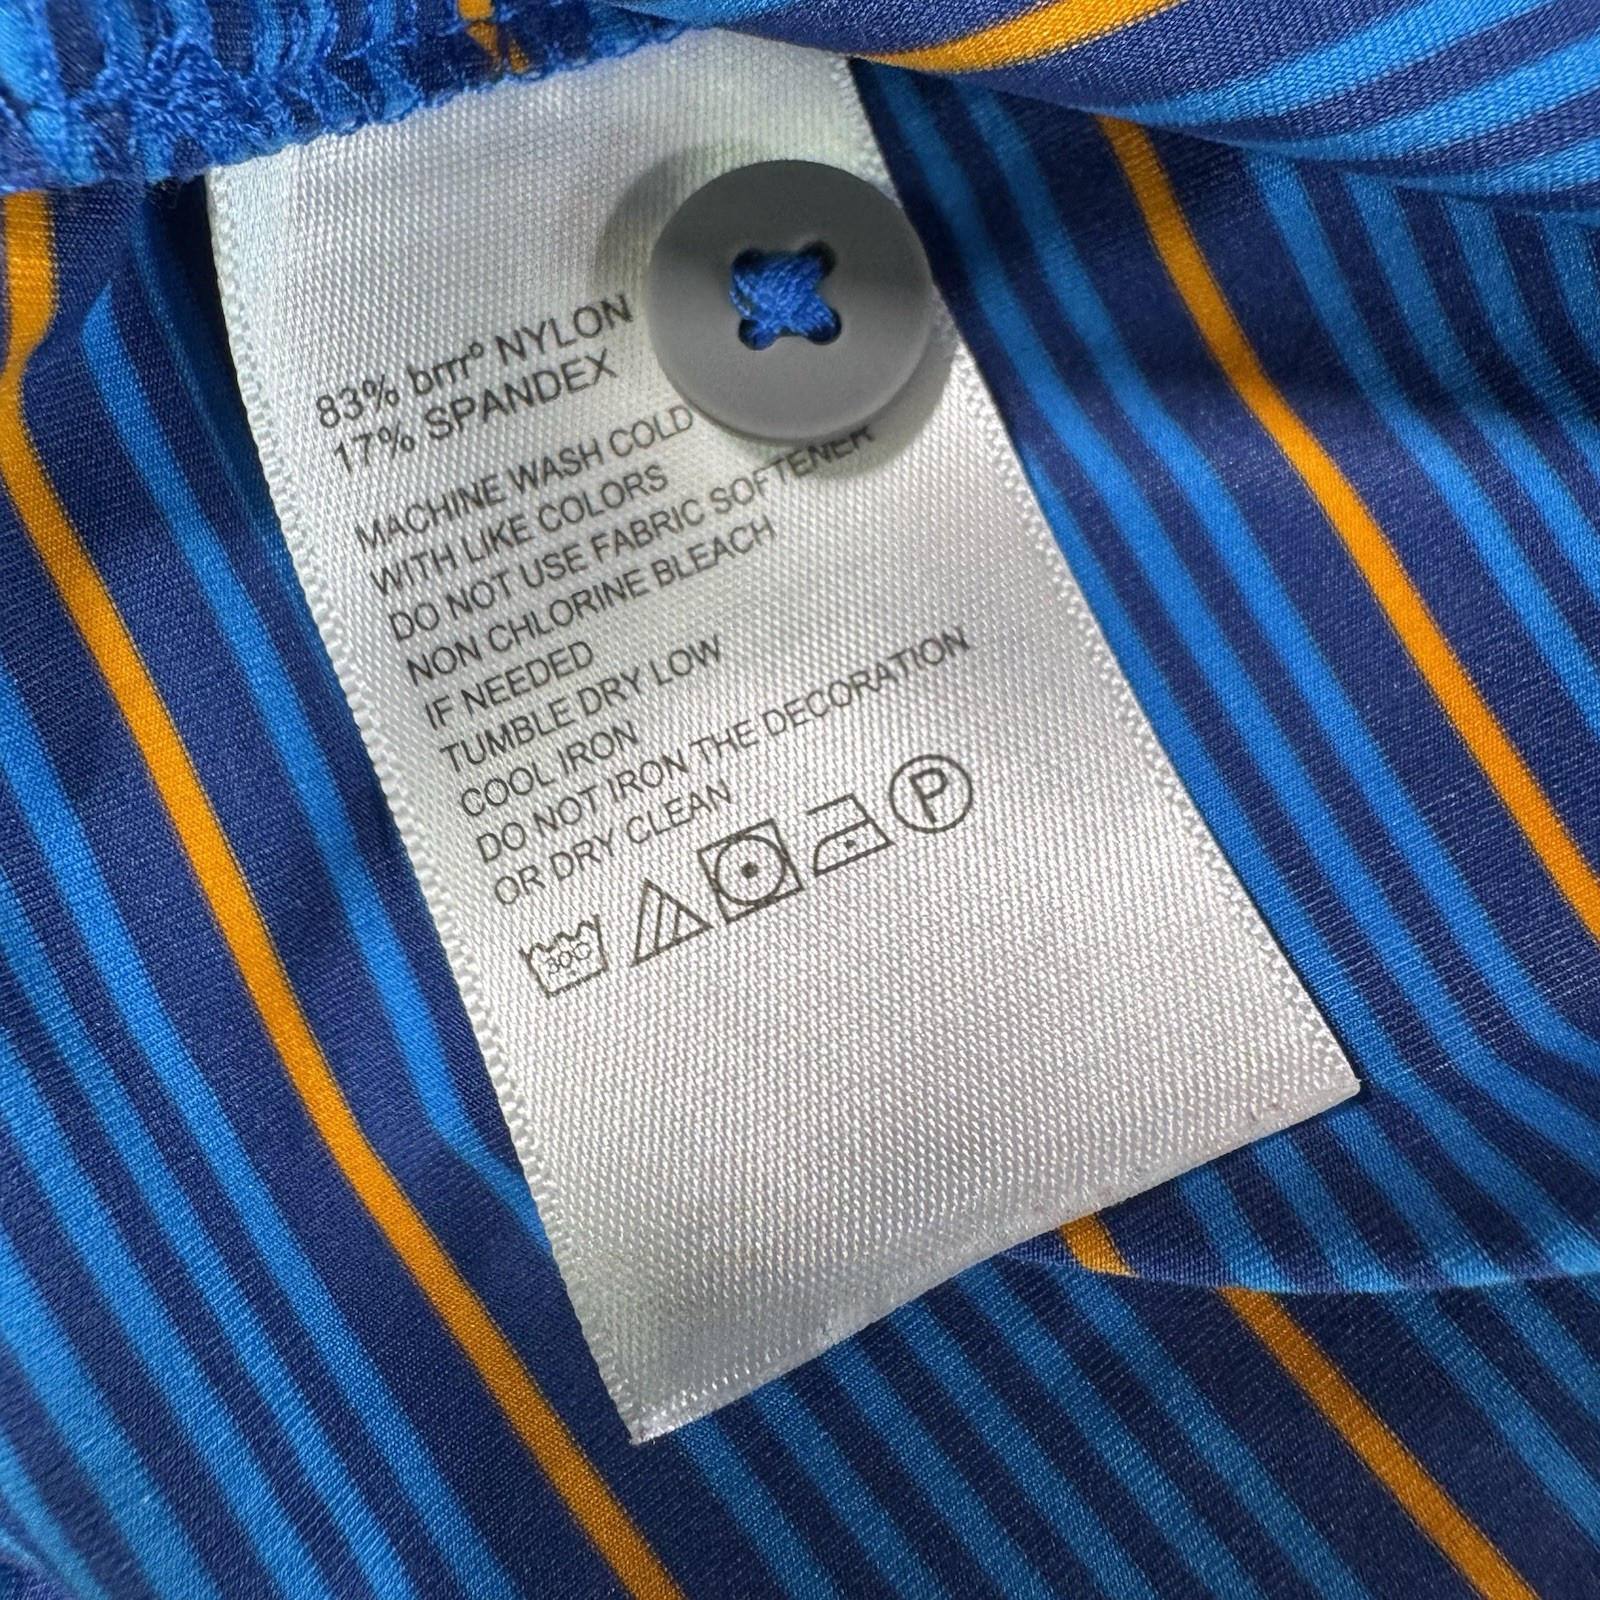 83% brrr° NYLON
17% SPANDEX
MACHINE WASH COLD
WITH LIKE COLORS
DO NOT USE FABRIC SOFTENER
NON CHLORINE BLEACH
IF NEEDED
TUMBLE DRY LOW
COOL IRON
DO NOT IRON THE DECORATION
OR DRY CLEAN
30C P